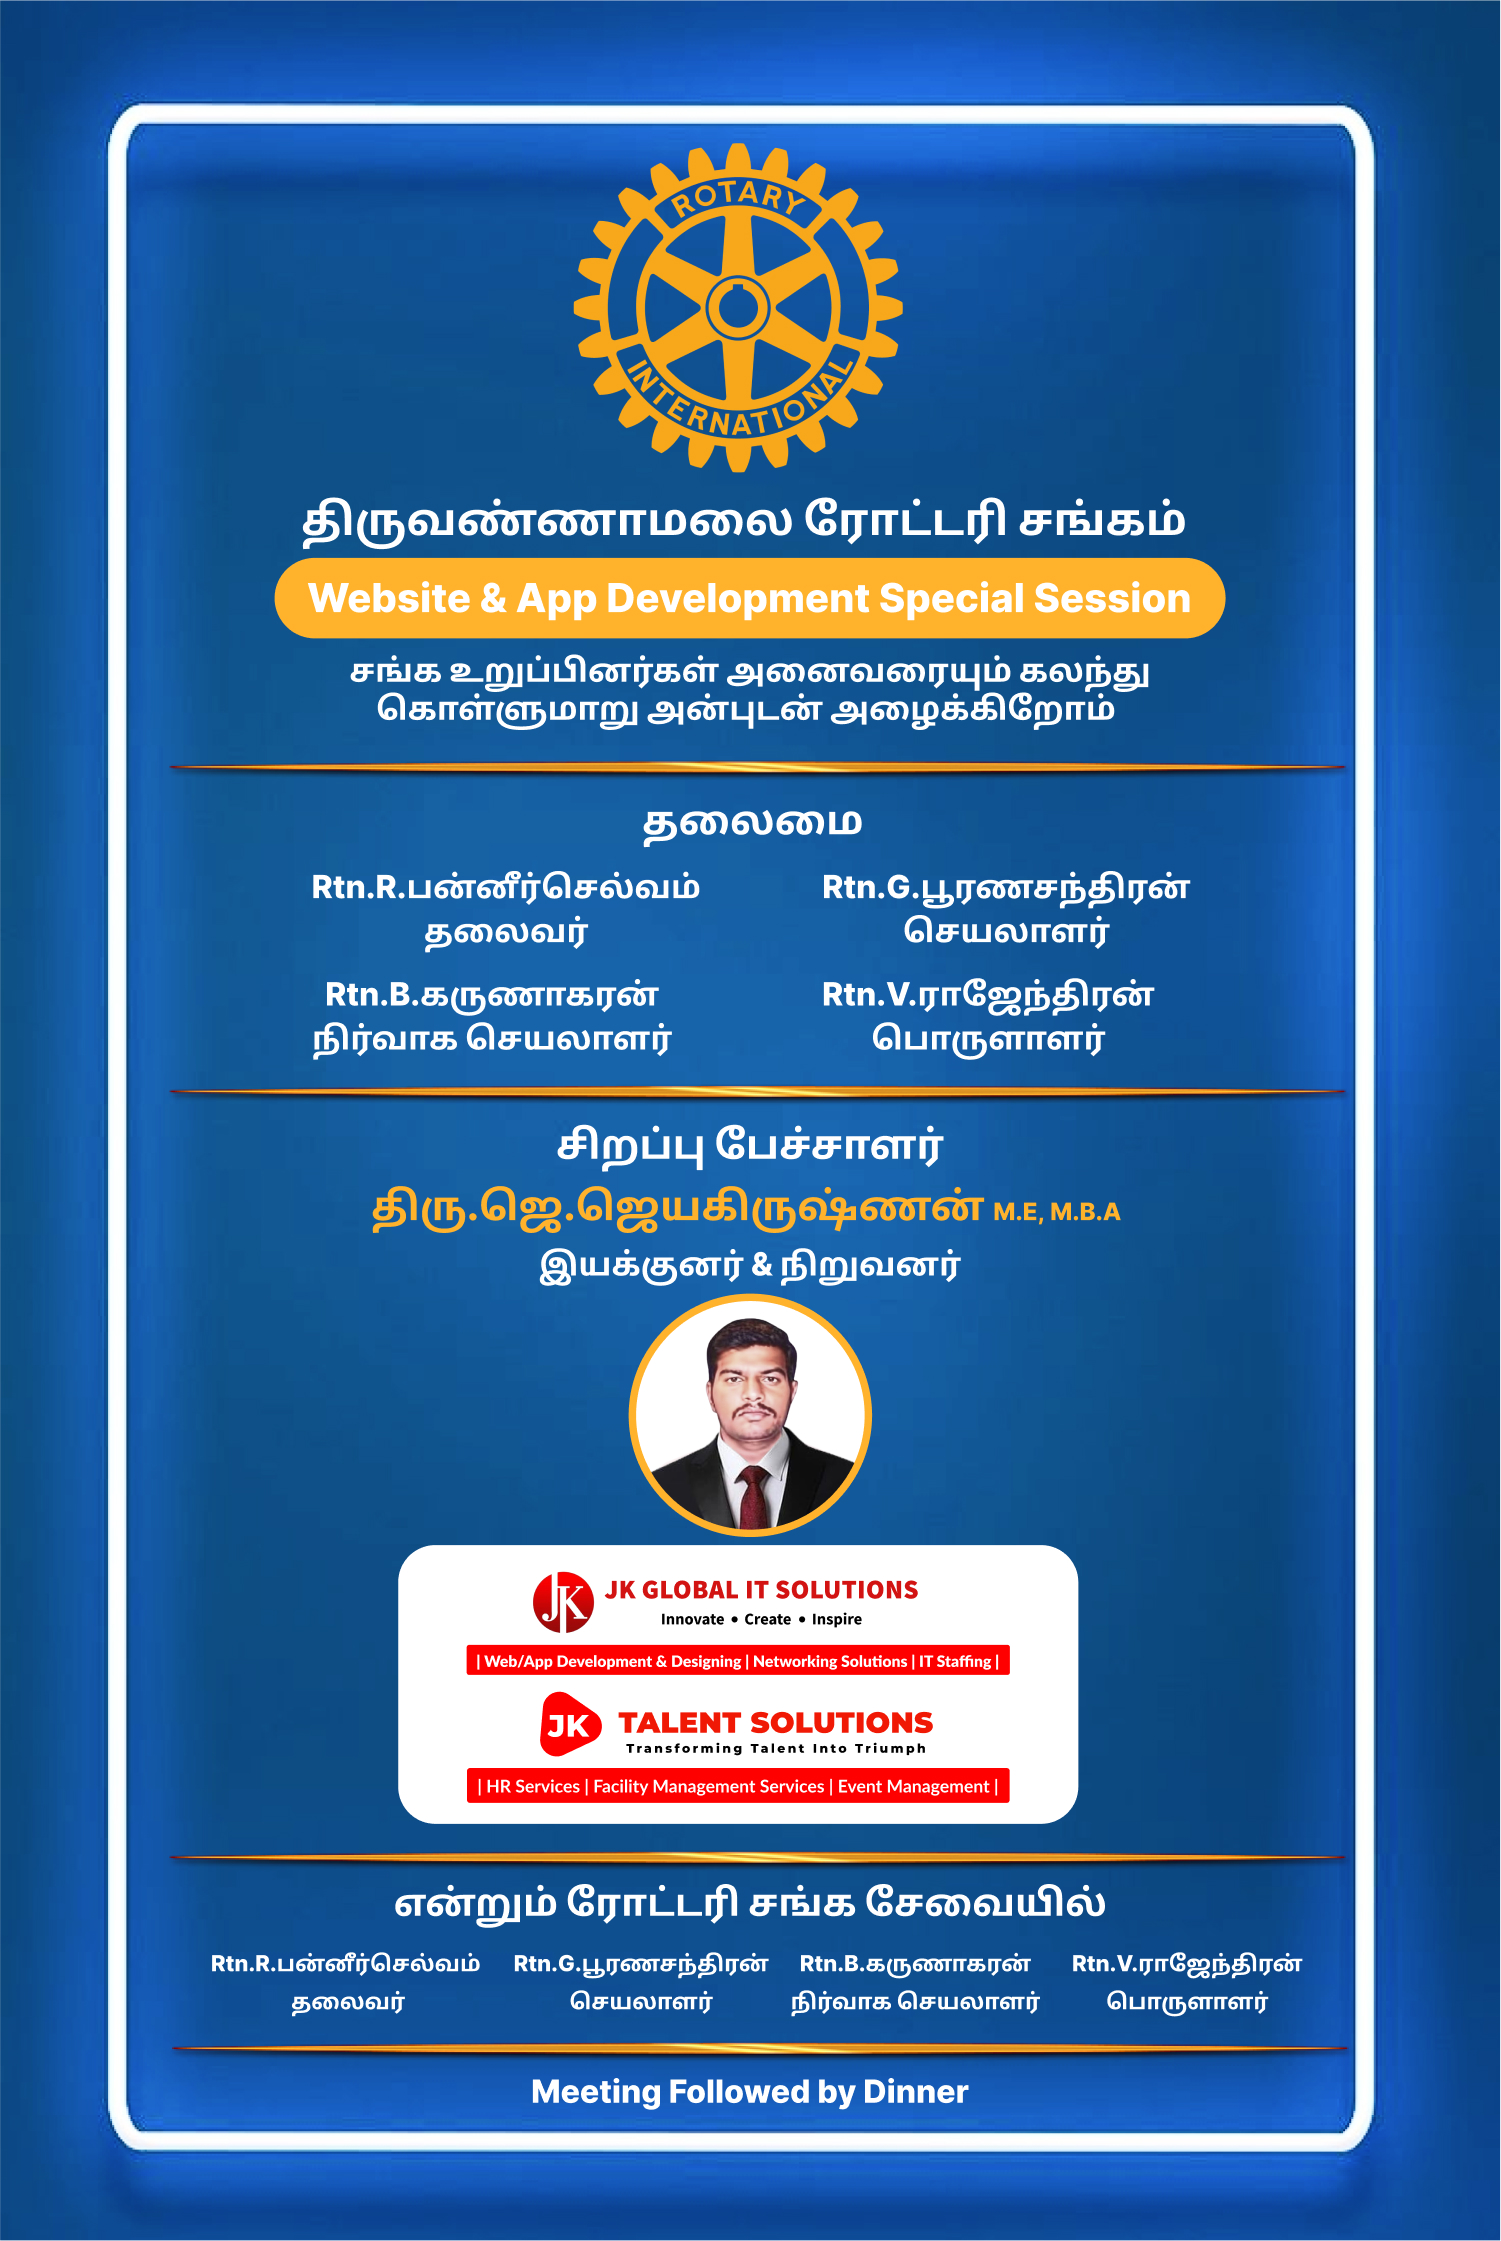 ROTARY
INTERNATIONAL
திருவண்ணாமலை ரோட்டரி சங்கம்
Website & App Development Special Session
சங்க உறுப்பினர்கள் அனைவரையும் கலந்து
கொள்ளுமாறு அன்புடன் அழைக்கிறோம்
தலைமை
Rtn.R.பன்னீர்செல்வம்
தலைவர்
Rtn.G.பூரணசந்திரன்
செயலாளர்
Rtn.B.கருணாகரன்
நிர்வாக செயலாளர்
Rtn.V.ராஜேந்திரன்
பொருளாளர்
சிறப்பு பேச்சாளர்
திரு.ஜெ.ஜெயகிருஷ்ணன் M.E, M.B.A
இயக்குனர் & நிறுவனர்
JK JK GLOBAL IT SOLUTIONS
Innovate • Create • Inspire
| Web/App Development & Designing | Networking Solutions | IT Staffing |
JK TALENT SOLUTIONS
Transforming Talent Into Triumph
| HR Services | Facility Management Services | Event Management |
என்றும் ரோட்டரி சங்க சேவையில்
Rtn.R.பன்னீர்செல்வம்
தலைவர்
Rtn.G.பூரணசந்திரன்
செயலாளர்
Rtn.B.கருணாகரன்
நிர்வாக செயலாளர்
Rtn.V.ராஜேந்திரன்
பொருளாளர்
Meeting Followed by Dinner